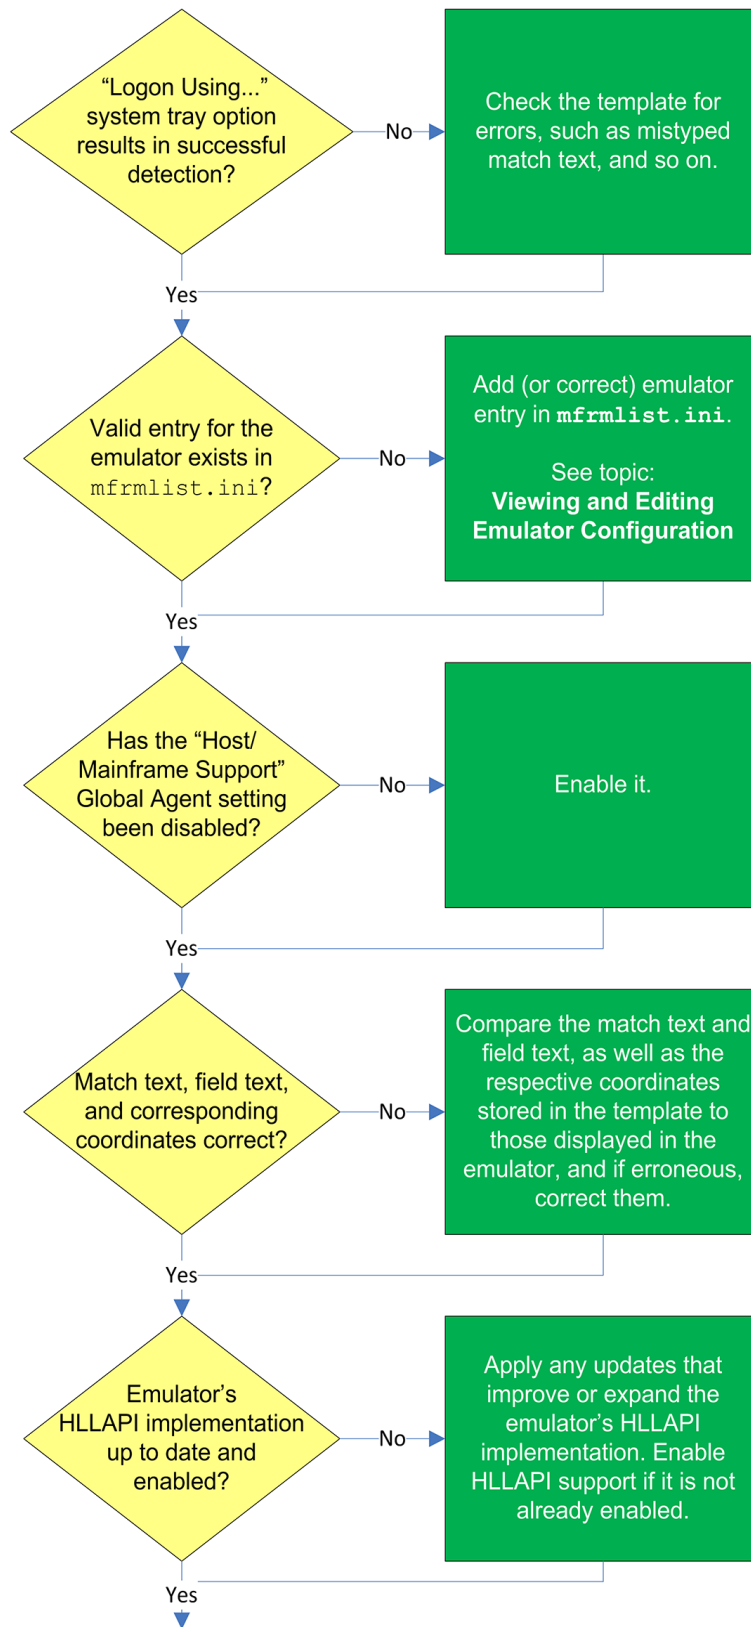 “Logon Using...”
system tray option
results in successful
detection?
No
Check the template for
errors, such as mistyped
match text, and so on.
Yes
Valid entry for the
emulator exists in
mfrmlist.ini?
No
Add (or correct) emulator
entry in mfrmlist.ini.
See topic:
Viewing and Editing
Emulator Configuration
Yes
Has the “Host/
Mainframe Support”
Global Agent setting
been disabled?
No
Enable it.
Yes
Match text, field text,
and corresponding
coordinates correct?
No
Compare the match text and
field text, as well as the
respective coordinates
stored in the template to
those displayed in the
emulator, and if erroneous,
correct them.
Yes
Emulator’s
HLLAPI implementation
up to date and
enabled?
No
Apply any updates that
improve or expand the
emulator’s HLLAPI
implementation. Enable
HLLAPI support if it is not
already enabled.
Yes